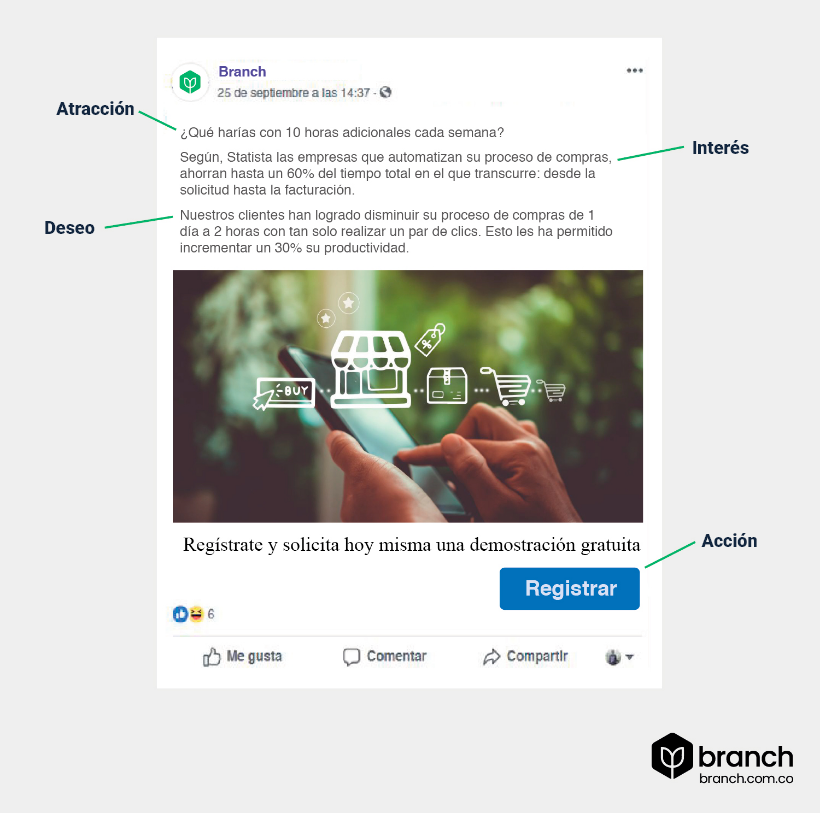 Branch
25 de septiembre a las 14:37 ·
Atracción
¿Qué harías con 10 horas adicionales cada semana?
Interés
Según, Statista las empresas que automatizan su proceso de compras,
ahorran hasta un 60% del tiempo total en el que transcurre: desde la
solicitud hasta la facturación.
Deseo
Nuestros clientes han logrado disminuir su proceso de compras de 1
día a 2 horas con tan solo realizar un par de clics. Esto les ha permitido
incrementar un 30% su productividad.
BUY
%
Regístrate y solicita hoy misma una demostración gratuita
Acción
Registrar
6
Me gusta
Comentar
Compartir
branch
branch.com.co